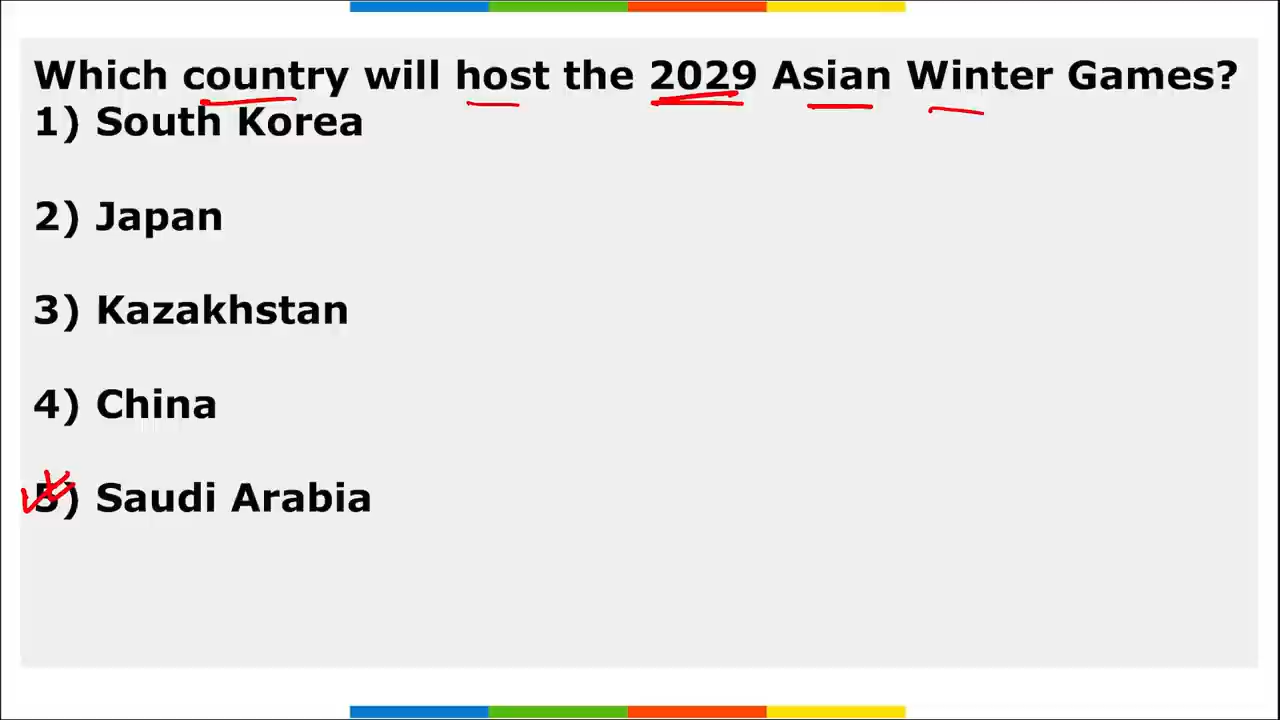 Which country will host the 2029 Asian Winter Games?
1) South Korea
2) Japan
3) Kazakhstan
4) China
5) Saudi Arabia